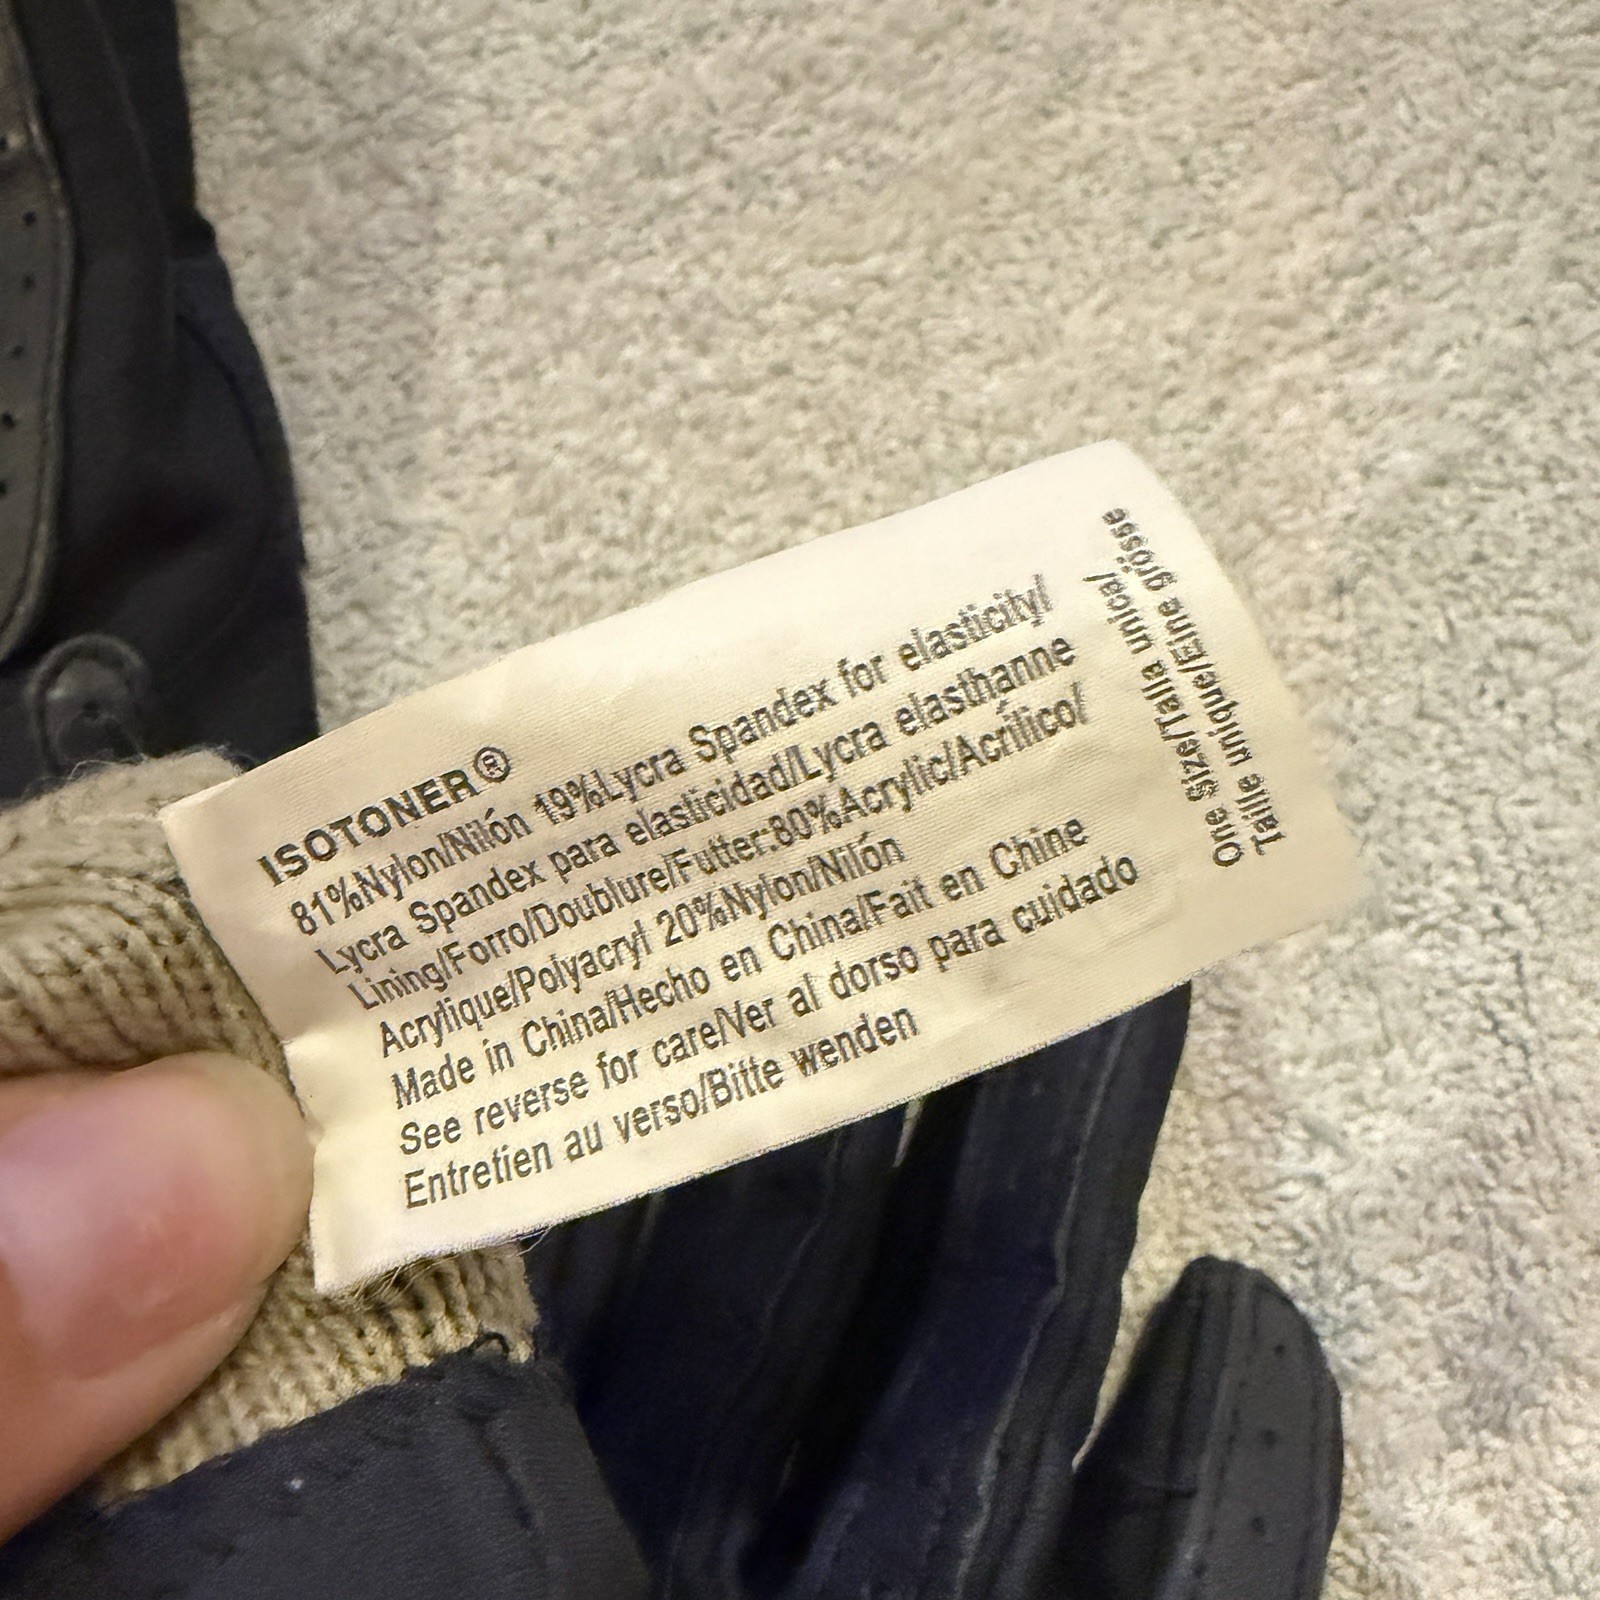 ISOTONER®
81%Nylon/Nilón 19%Lycra Spandex for elasticity/
Lycra Spandex para elasticidad/Lycra elasthanne
Lining/Forro/Doublure/Futter:80%Acrylic/Acrílico/
Acrylique/Polyacryl 20%Nylon/Nilón
Made in China/Hecho en China/Fait en Chine
See reverse for care/Ver al dorso para cuidado
Entretien au verso/Bitte wenden
One Size/Talla unica/
Taille unique/Eine grösse